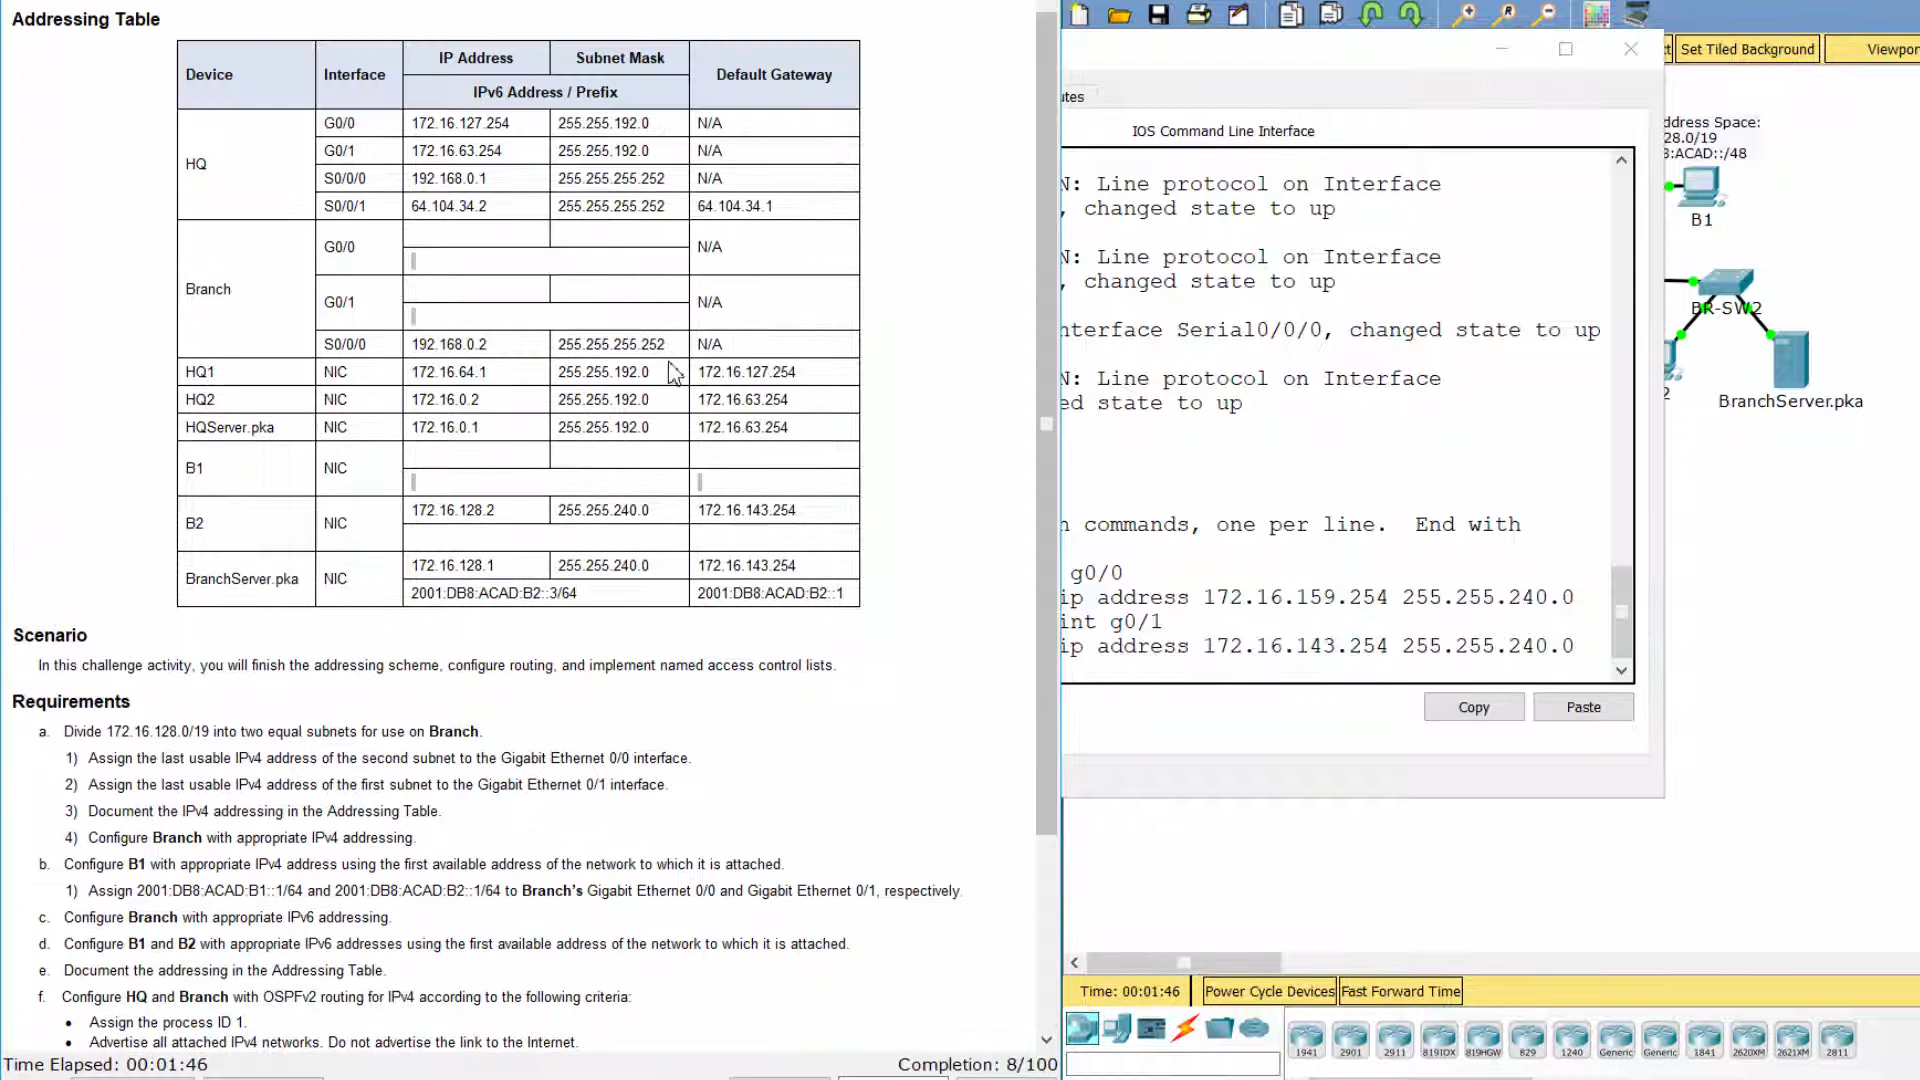 Addressing Table
Device Interface IP Address Subnet Mask Default Gateway
IPv6 Address / Prefix
HQ
G0/0 172.16.127.254 255.255.192.0 N/A
G0/1 172.16.63.254 255.255.192.0 N/A
S0/0/0 192.168.0.1 255.255.255.252 N/A
S0/0/1 64.104.34.2 255.255.255.252 64.104.34.1
Branch
G0/0 N/A
G0/1 N/A
S0/0/0 192.168.0.2 255.255.255.252 N/A
HQ1 NIC 172.16.64.1 255.255.192.0 172.16.127.254
HQ2 NIC 172.16.0.2 255.255.192.0 172.16.63.254
HQServer.pka NIC 172.16.0.1 255.255.192.0 172.16.63.254
B1 NIC
B2 NIC 172.16.128.2 255.255.240.0 172.16.143.254
BranchServer.pka NIC 172.16.128.1 255.255.240.0 172.16.143.254
2001:DB8:ACAD:B2::3/64 2001:DB8:ACAD:B2::1
Scenario
In this challenge activity, you will finish the addressing scheme, configure routing, and implement named access control lists.
Requirements
a. Divide 172.16.128.0/19 into two equal subnets for use on Branch.
1) Assign the last usable IPv4 address of the second subnet to the Gigabit Ethernet 0/0 interface.
2) Assign the last usable IPv4 address of the first subnet to the Gigabit Ethernet 0/1 interface.
3) Document the IPv4 addressing in the Addressing Table.
4) Configure Branch with appropriate IPv4 addressing.
b. Configure B1 with appropriate IPv4 address using the first available address of the network to which it is attached.
1) Assign 2001:DB8:ACAD:B1::1/64 and 2001:DB8:ACAD:B2::1/64 to Branch's Gigabit Ethernet 0/0 and Gigabit Ethernet 0/1, respectively.
c. Configure Branch with appropriate IPv6 addressing.
d. Configure B1 and B2 with appropriate IPv6 addresses using the first available address of the network to which it is attached.
e. Document the addressing in the Addressing Table.
f. Configure HQ and Branch with OSPFv2 routing for IPv4 according to the following criteria:
• Assign the process ID 1.
• Advertise all attached IPv4 networks. Do not advertise the link to the Internet.
Time Elapsed: 00:01:46 Completion: 8/100
Set Tiled Background
Viewpor
utes
IOS Command Line Interface
N: Line protocol on Interface
, changed state to up
N: Line protocol on Interface
, changed state to up
nterface Serial0/0/0, changed state to up
N: Line protocol on Interface
ed state to up
n commands, one per line. End with
g0/0
ip address 172.16.159.254 255.255.240.0
int g0/1
ip address 172.16.143.254 255.255.240.0
Copy Paste
ddress Space:
28.0/19
:ACAD::/48
B1
BR-SW2
2
BranchServer.pka
Time: 00:01:46 Power Cycle Devices Fast Forward Time
1941 2901 2911 819IOX 819HGW 829 1240 Generic Generic 1841 2620XM 2621XM 2811